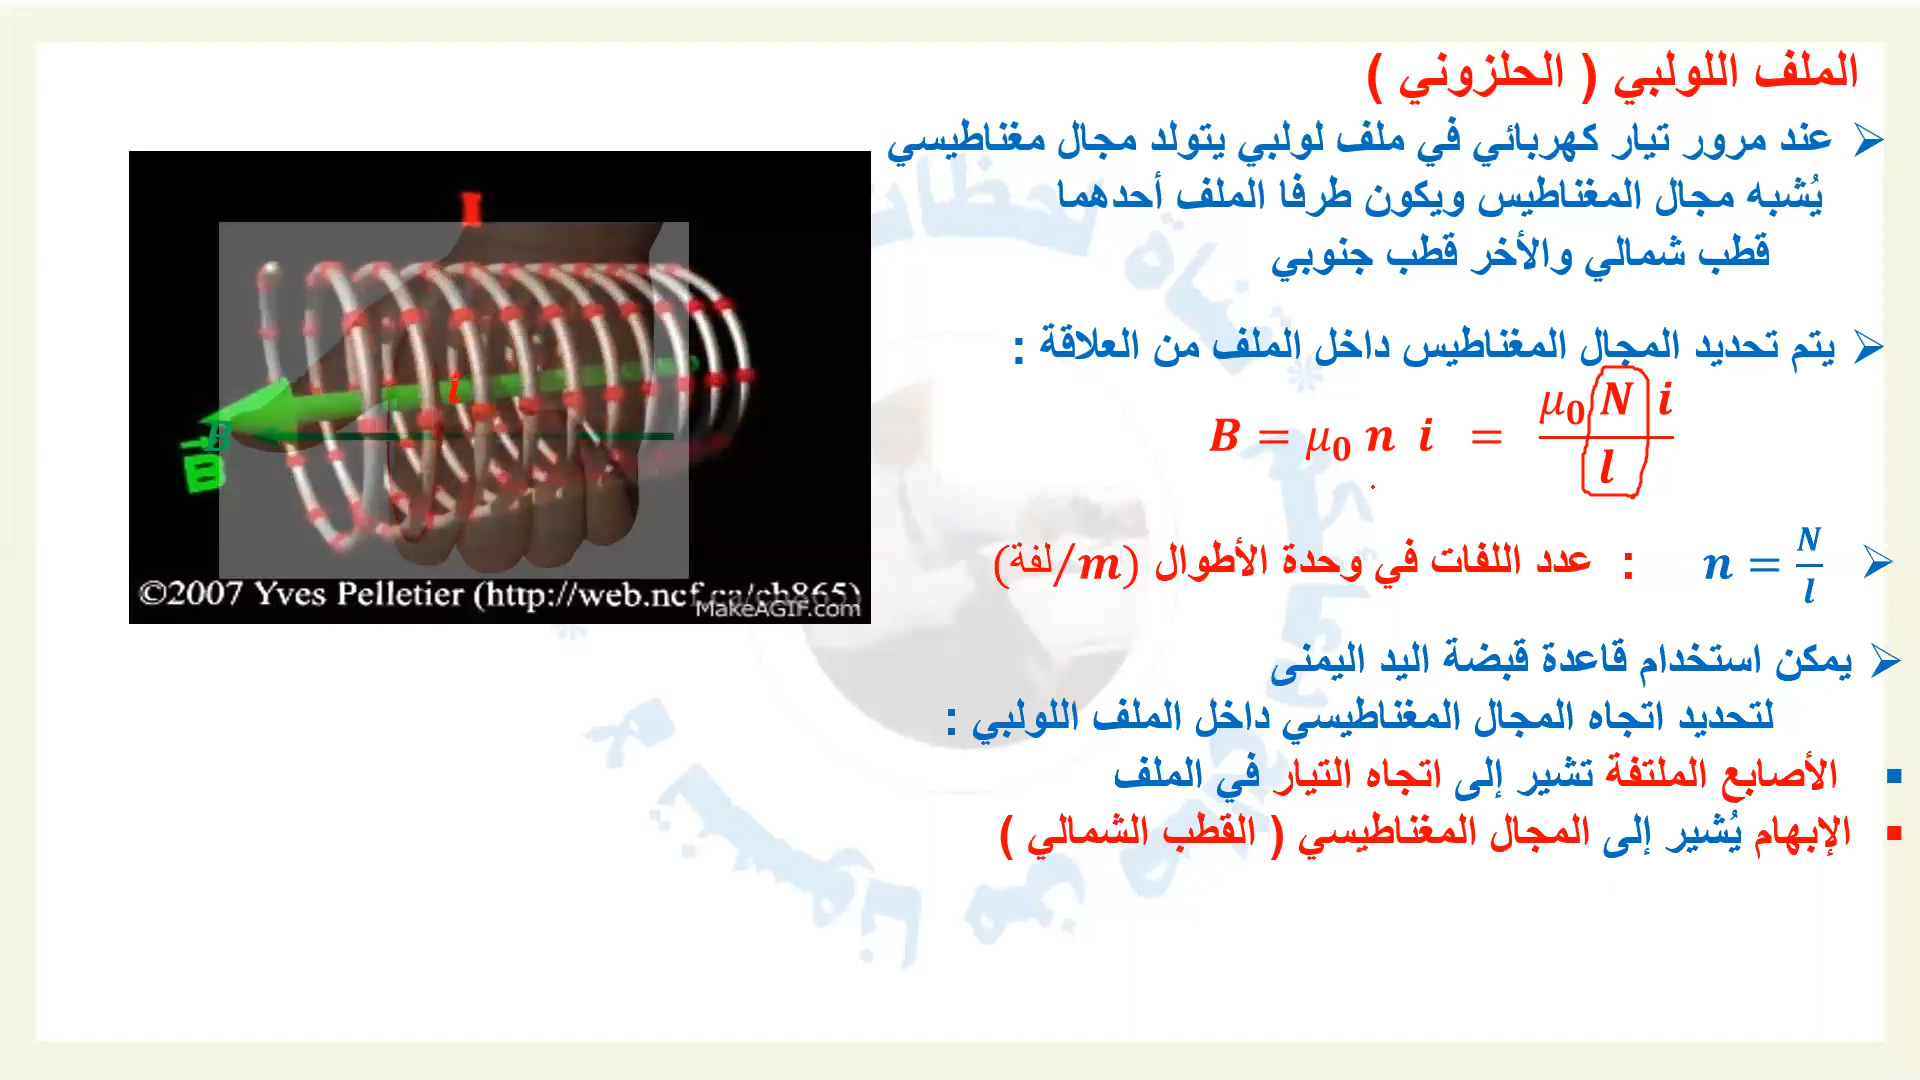 الملف اللولبي ( الحلزوني )
عند مرور تيار كهربائي في ملف لولبي يتولد مجال مغناطيسي
يُشبه مجال المغناطيس ويكون طرفا الملف أحدهما
قطب شمالي والأخر قطب جنوبي
يتم تحديد المجال المغناطيس داخل الملف من العلاقة :
B = μ₀ n i = μ₀ N i / l
n = N / l : عدد اللفات في وحدة الأطوال (لفة/m)
يمكن استخدام قاعدة قبضة اليد اليمنى
لتحديد اتجاه المجال المغناطيسي داخل الملف اللولبي :
الأصابع الملتفة تشير إلى اتجاه التيار في الملف
الإبهام يُشير إلى المجال المغناطيسي ( القطب الشمالي )
I
i
B
B
©2007 Yves Pelletier (http://web.ncf.ca/ch865)
MakeAGIF.com